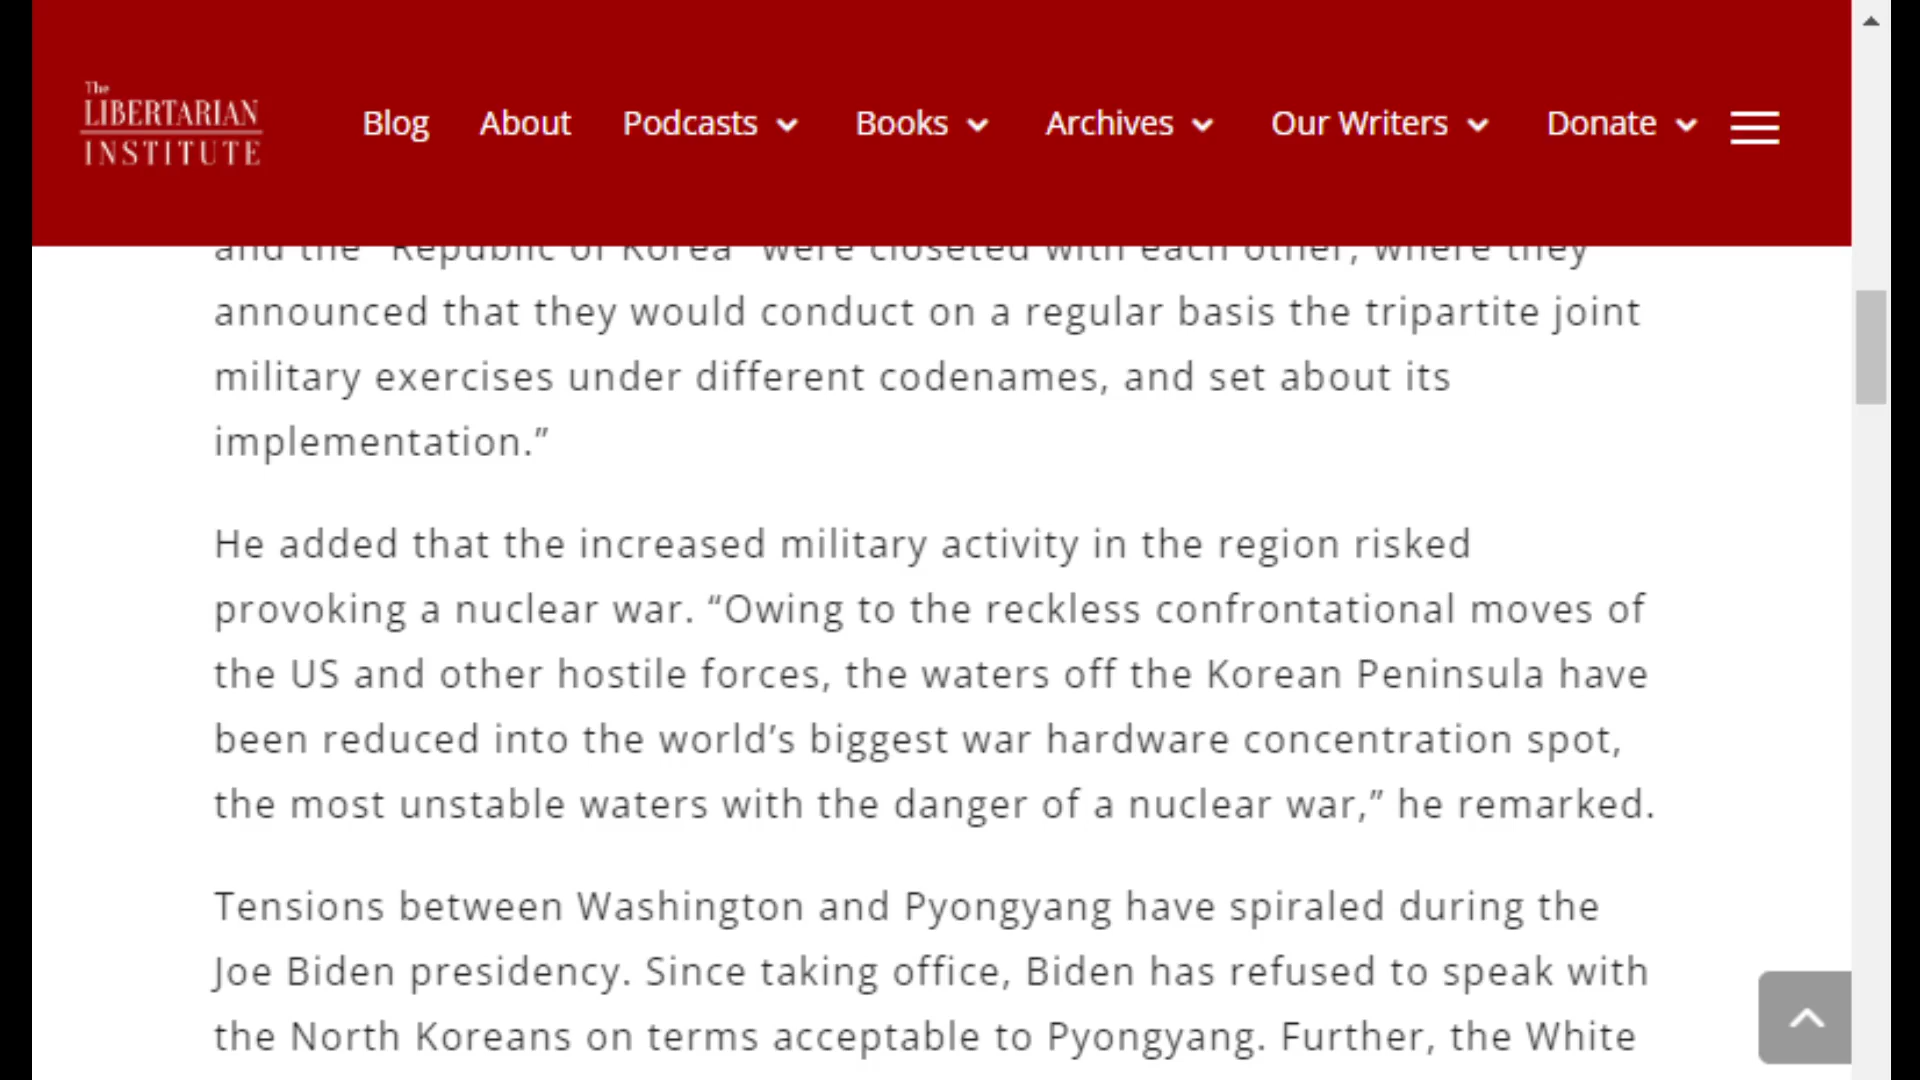 The
LIBERTARIAN
INSTITUTE
Blog About Podcasts Books Archives Our Writers Donate
and the “Republic of Korea” were closeted with each other, where they
announced that they would conduct on a regular basis the tripartite joint
military exercises under different codenames, and set about its
implementation.”
He added that the increased military activity in the region risked
provoking a nuclear war. “Owing to the reckless confrontational moves of
the US and other hostile forces, the waters off the Korean Peninsula have
been reduced into the world’s biggest war hardware concentration spot,
the most unstable waters with the danger of a nuclear war,” he remarked.
Tensions between Washington and Pyongyang have spiraled during the
Joe Biden presidency. Since taking office, Biden has refused to speak with
the North Koreans on terms acceptable to Pyongyang. Further, the White